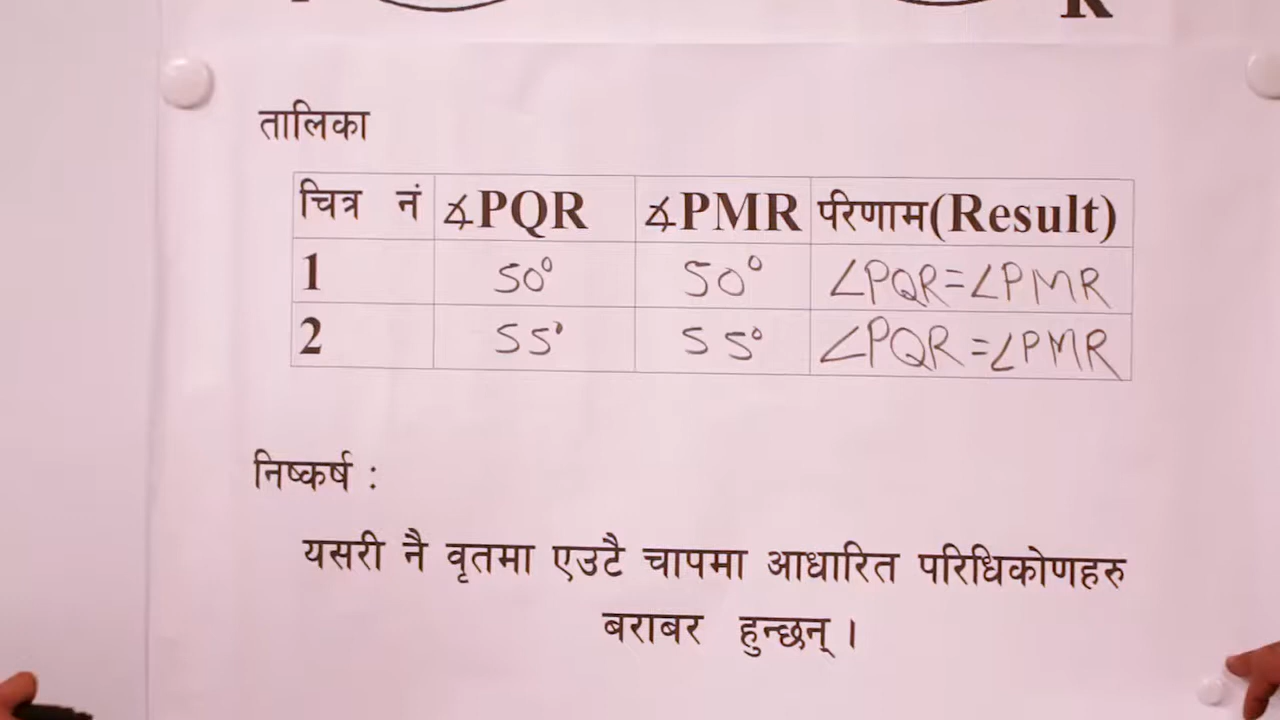 R
तालिका
चित्र नं ∡PQR ∡PMR परिणाम(Result)
1 50° 50° ∠PQR=∠PMR
2 55° 55° ∠PQR=∠PMR
निष्कर्ष :
यसरी नै वृतमा एउटै चापमा आधारित परिधिकोणहरु
बराबर हुन्छन् ।